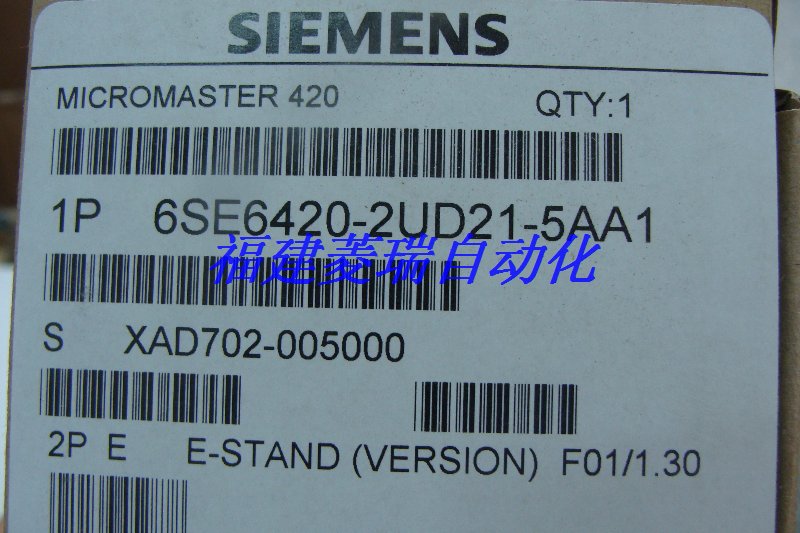 SIEMENS
MICROMASTER 420 QTY:1
1P 6SE6420-2UD21-5AA1
福建菱瑞自动化
S XAD702-005000
2P E E-STAND (VERSION) F01/1.30